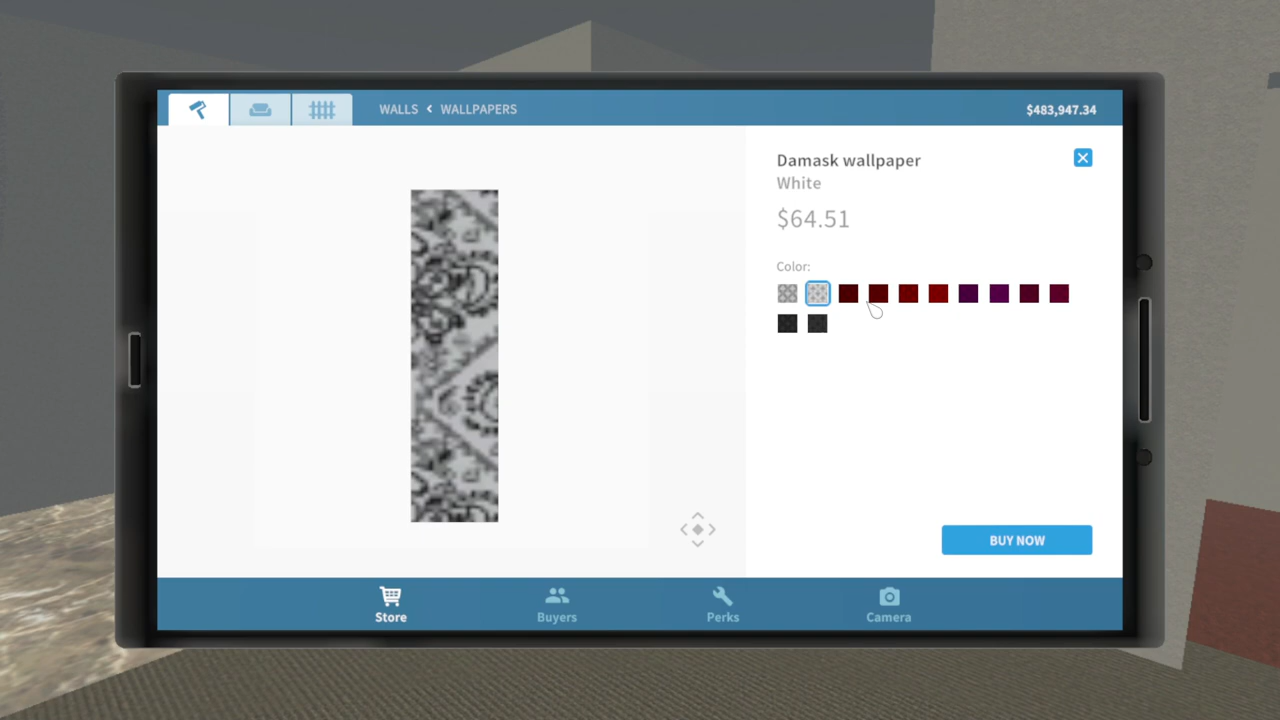 WALLS < WALLPAPERS
$483,947.34
Damask wallpaper
White
$64.51
Color:
BUY NOW
Store
Buyers
Perks
Camera